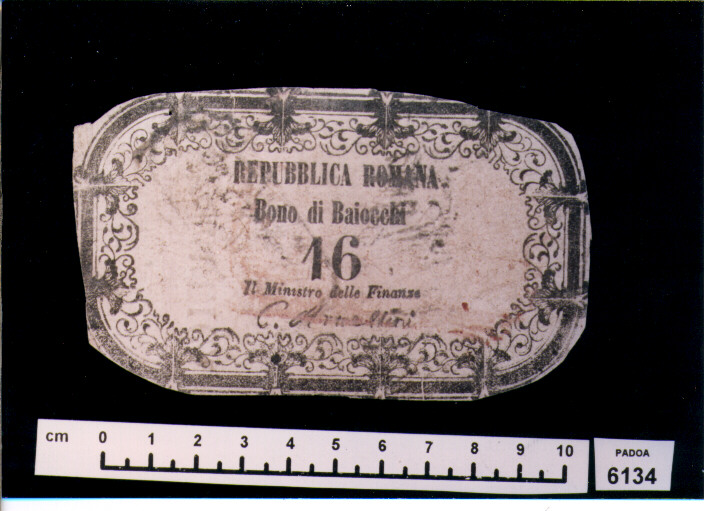 REPUBBLICA ROMANA
Bono di Baiocchi
16
Il Ministro delle Finanze
C.
cm 0 1 2 3 4 5 6 7 8 9 10
PADOA
6134